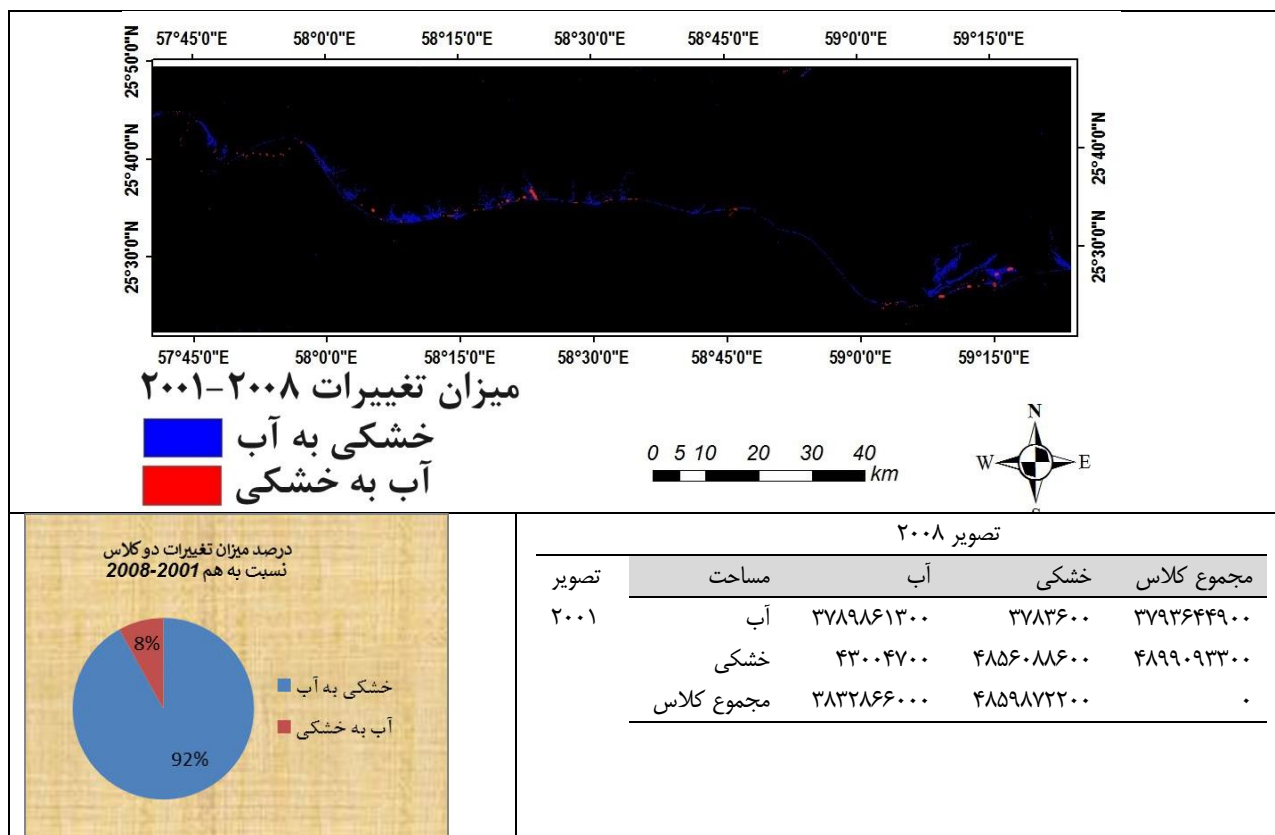 57°45'0"E 58°0'0"E 58°15'0"E 58°30'0"E 58°45'0"E 59°0'0"E 59°15'0"E
25°50'0"N
25°40'0"N
25°30'0"N
25°40'0"N
25°30'0"N
57°45'0"E 58°0'0"E 58°15'0"E 58°30'0"E 58°45'0"E 59°0'0"E 59°15'0"E
میزان تغییرات ۲۰۰۸-۲۰۰۱
خشکی به آب
آب به خشکی
0 5 10 20 30 40
km
N
W E
درصد میزان تغییرات دو کلاس
نسبت به هم 2001-2008
8%
92%
خشکی به آب
آب به خشکی
تصویر ۲۰۰۸
تصویر مساحت آب خشکی مجموع کلاس
۲۰۰۱ آب ۳۷۸۹۸۶۱۳۰۰ ۳۷۸۳۶۰۰ ۳۷۹۳۶۴۴۹۰۰
خشکی ۴۳۰۰۴۷۰۰ ۴۸۵۶۰۸۸۶۰۰ ۴۸۹۹۰۹۳۳۰۰
مجموع کلاس ۳۸۳۲۸۶۶۰۰۰ ۴۸۵۹۸۷۲۲۰۰ ۰